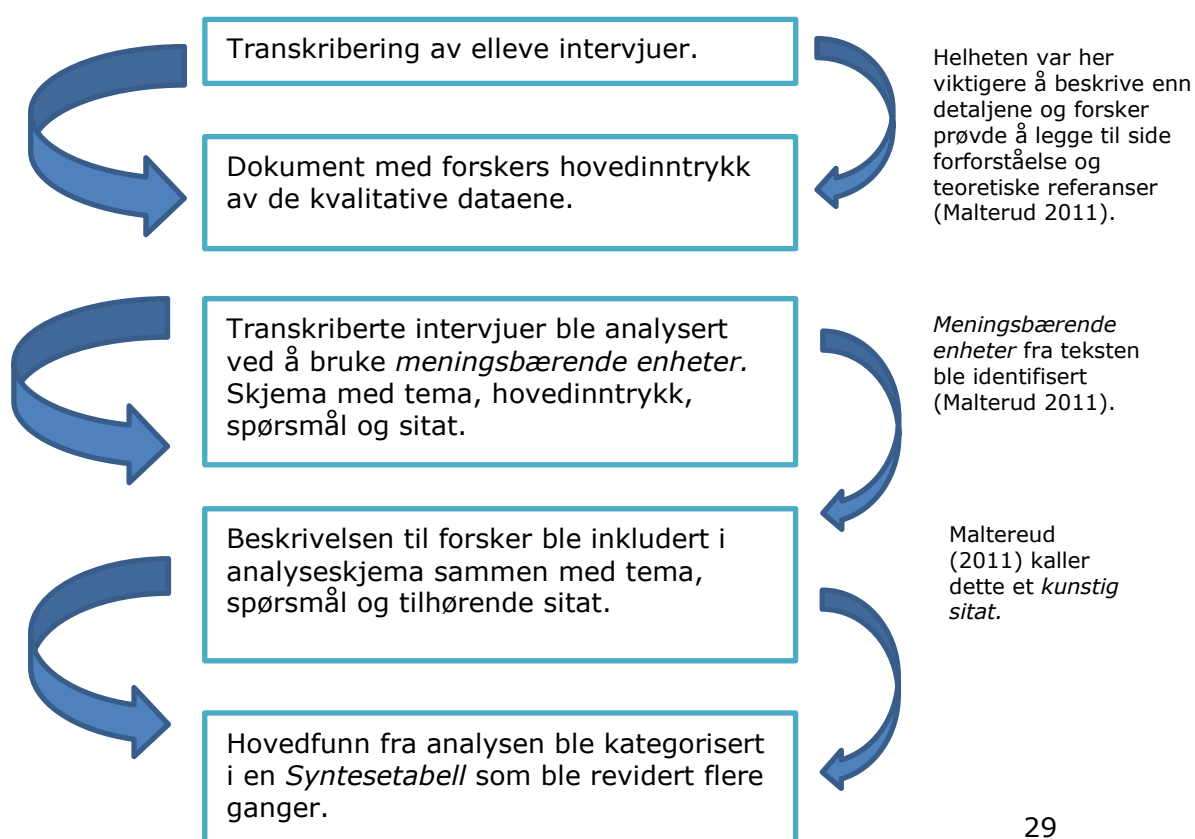 Transkribering av elleve intervjuer.
Helheten var her
viktigere å beskrive enn
detaljene og forsker
prøvde å legge til side
forforståelse og
teoretiske referanser
(Malterud 2011).
Dokument med forskers hovedinntrykk
av de kvalitative dataene.
Transkriberte intervjuer ble analysert
ved å bruke meningsbærende enheter.
Skjema med tema, hovedinntrykk,
spørsmål og sitat.
Meningsbærende
enheter fra teksten
ble identifisert
(Malterud 2011).
Beskrivelsen til forsker ble inkludert i
analyseskjema sammen med tema,
spørsmål og tilhørende sitat.
Maltereud
(2011) kaller
dette et kunstig
sitat.
Hovedfunn fra analysen ble kategorisert
i en Syntesetabell som ble revidert flere
ganger.
29